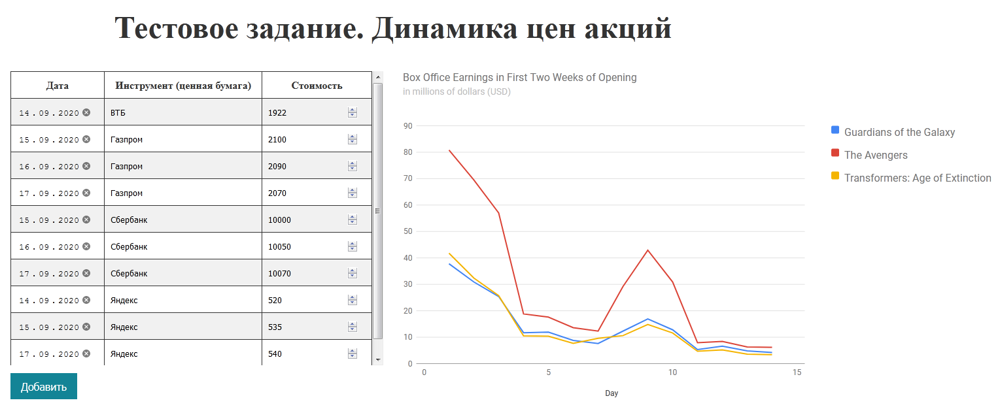 Тестовое задание. Динамика цен акций
Дата Инструмент (ценная бумага) Стоимость
14.09.2020 ВТБ 1922
15.09.2020 Газпром 2100
16.09.2020 Газпром 2090
17.09.2020 Газпром 2070
15.09.2020 Сбербанк 10000
16.09.2020 Сбербанк 10050
17.09.2020 Сбербанк 10070
14.09.2020 Яндекс 520
15.09.2020 Яндекс 535
17.09.2020 Яндекс 540
Добавить
Box Office Earnings in First Two Weeks of Opening
in millions of dollars (USD)
90
80
70
60
50
40
30
20
10
0
0 5 10 15
Day
Guardians of the Galaxy
The Avengers
Transformers: Age of Extinction